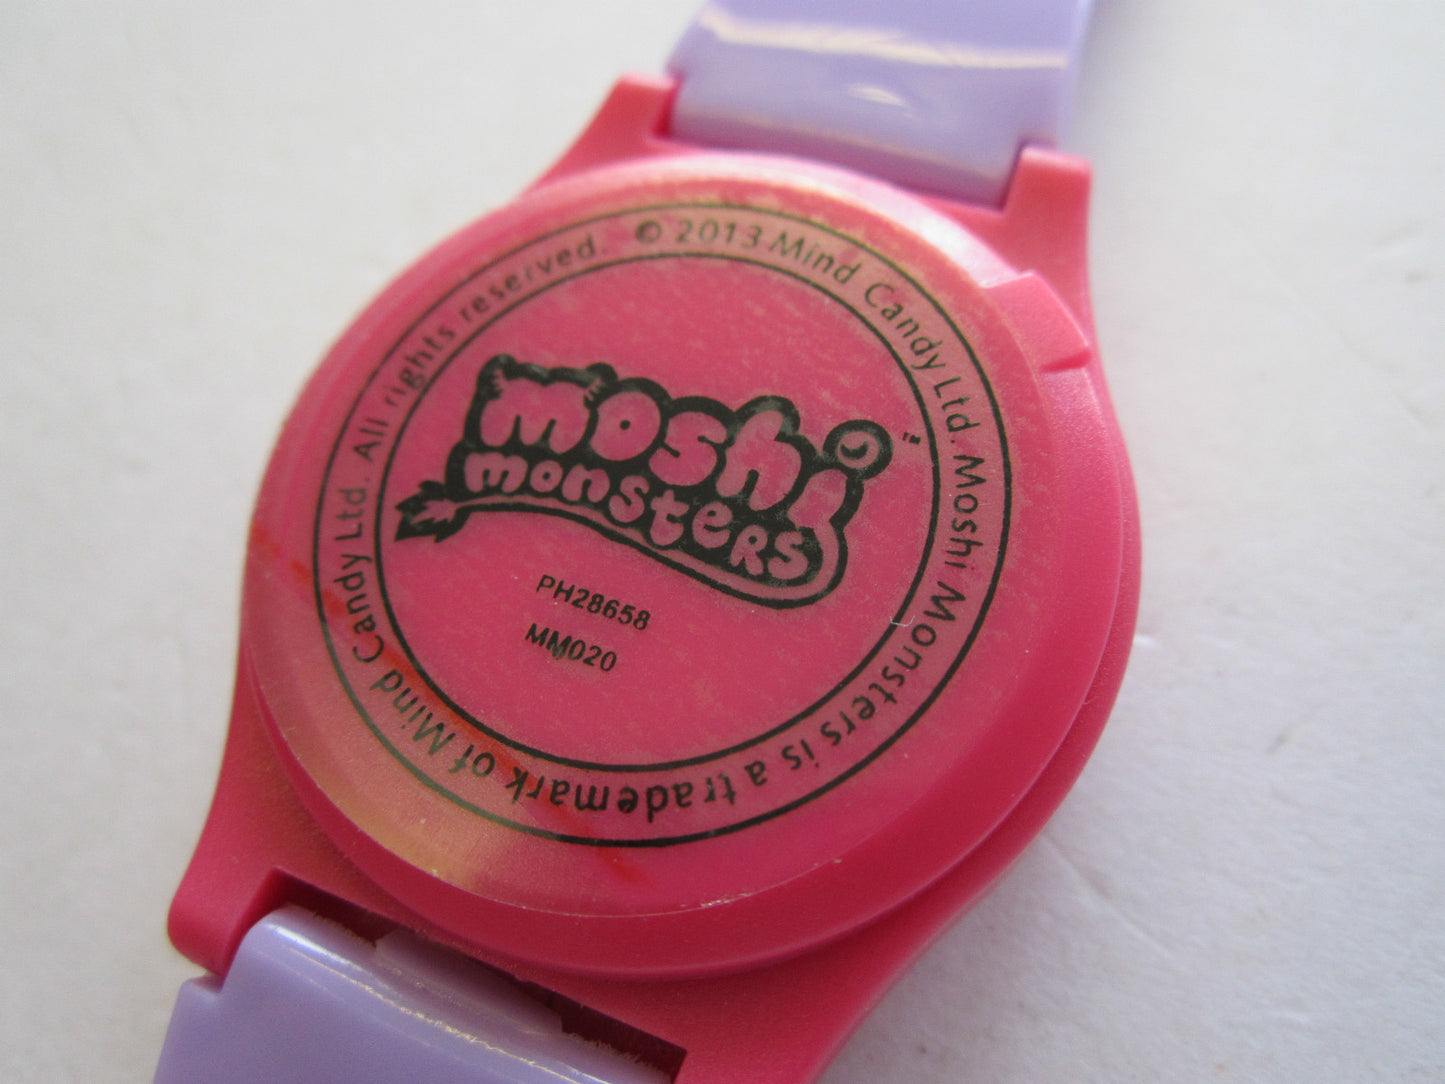 © 2013 Mind Candy Ltd. Moshi Monsters is a trademark of Mind Candy Ltd. All rights reserved.
moshi
monsters
PH28658
MM020